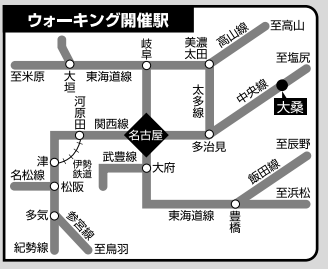 ウォーキング開催駅
至高山
高山線
至塩尻
岐阜
美濃太田
至米原
大垣
東海道線
太多線
中央線
大桑
河原田
関西線
名古屋
多治見
至辰野
津
伊勢鉄道
武豊線
大府
飯田線
名松線
松阪
至浜松
多気
参宮線
東海道線
豊橋
紀勢線
至鳥羽